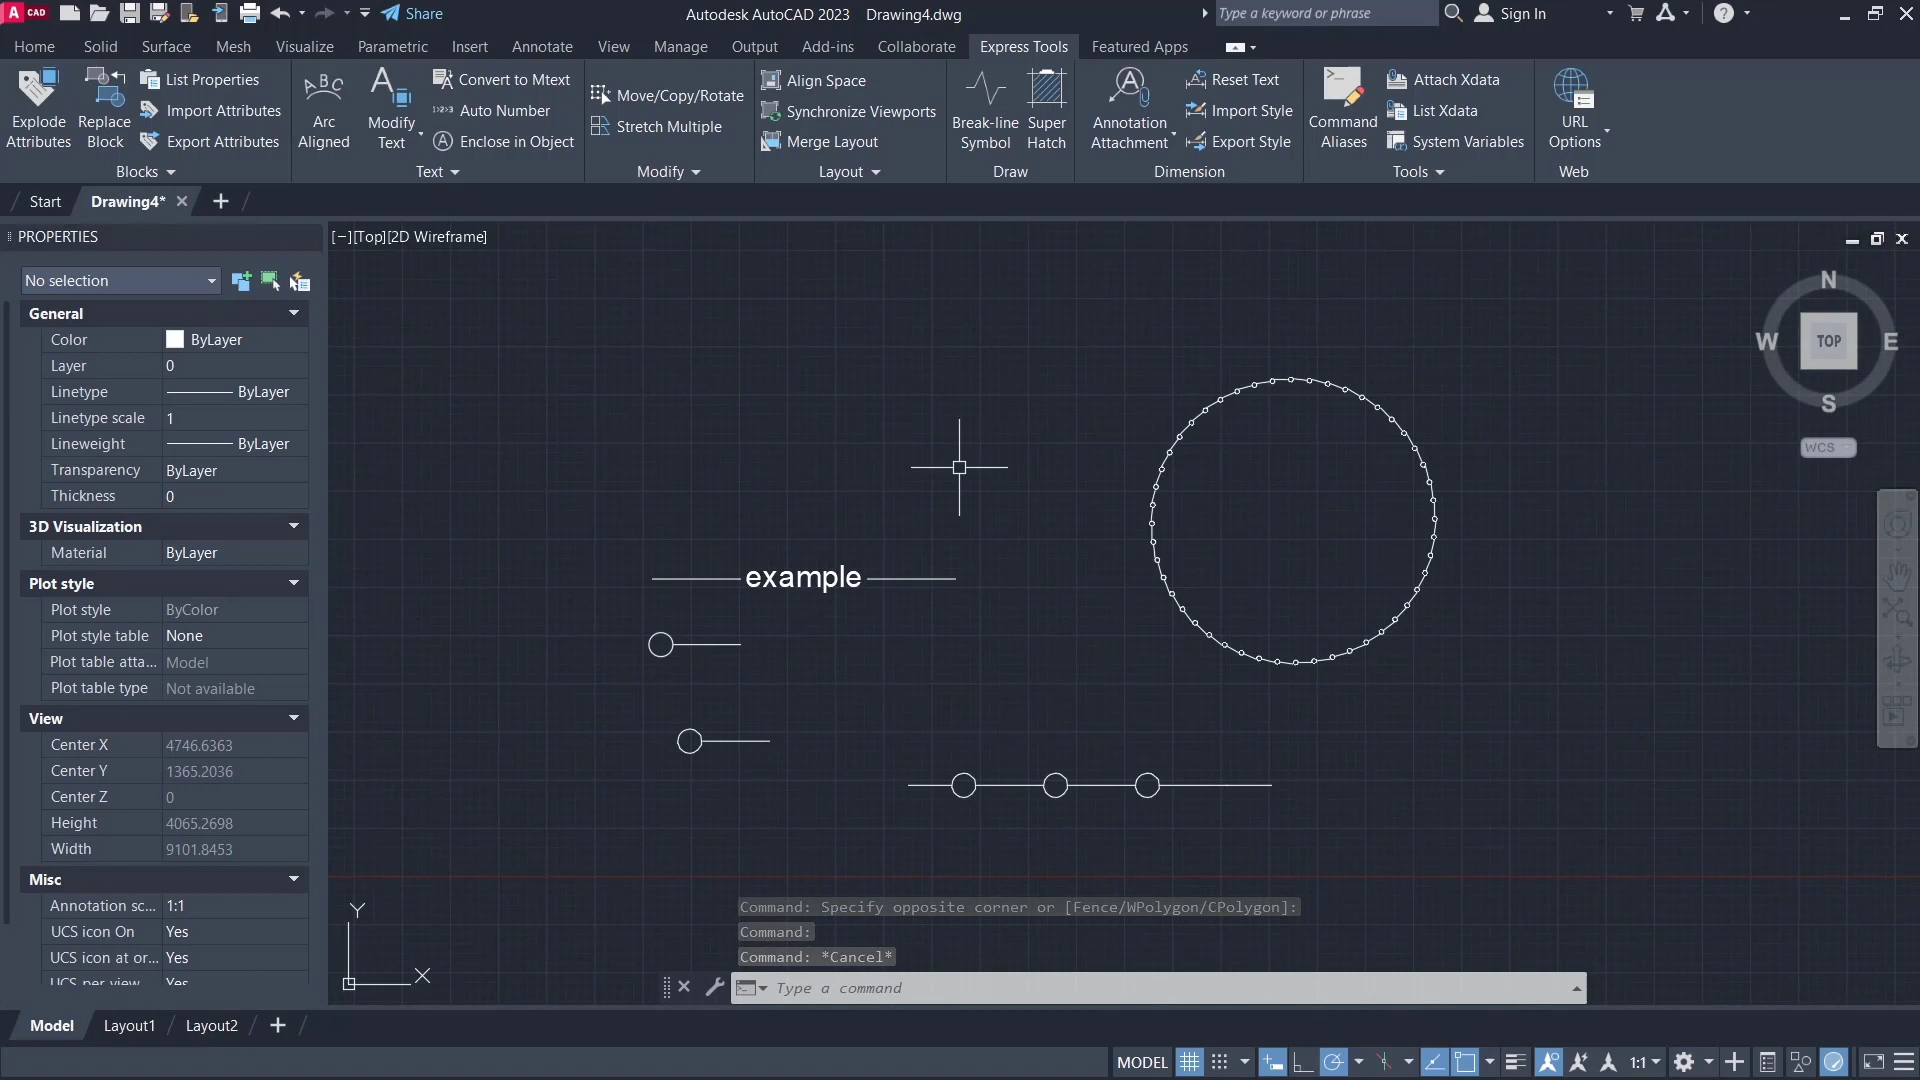 A CAD
Share
Autodesk AutoCAD 2023 Drawing4.dwg
Type a keyword or phrase
Sign In
Home Solid Surface Mesh Visualize Parametric Insert Annotate View Manage Output Add-ins Collaborate Express Tools Featured Apps
Explode Attributes
Replace Block
List Properties
Import Attributes
Export Attributes
Blocks
ABC
Arc Aligned
Modify Text
Convert to Mtext
Auto Number
Enclose in Object
Text
Move/Copy/Rotate
Stretch Multiple
Modify
Align Space
Synchronize Viewports
Merge Layout
Layout
Break-line Symbol
Super Hatch
Draw
Annotation Attachment
Reset Text
Import Style
Export Style
Dimension
Command Aliases
Attach Xdata
List Xdata
System Variables
Tools
URL Options
Web
Start Drawing4*
PROPERTIES
[−][Top][2D Wireframe]
No selection
General
Color ByLayer
Layer 0
Linetype ByLayer
Linetype scale 1
Lineweight ByLayer
Transparency ByLayer
Thickness 0
3D Visualization
Material ByLayer
Plot style
Plot style ByColor
Plot style table None
Plot table atta... Model
Plot table type Not available
View
Center X 4746.6363
Center Y 1365.2036
Center Z 0
Height 4065.2698
Width 9101.8453
Misc
Annotation sc... 1:1
UCS icon On Yes
UCS icon at or... Yes
UCS per view Yes
N
W TOP E
S
WCS
example
Y
X
Command: Specify opposite corner or [Fence/WPolygon/CPolygon]:
Command:
Command: *Cancel*
Type a command
Model Layout1 Layout2
MODEL 1:1